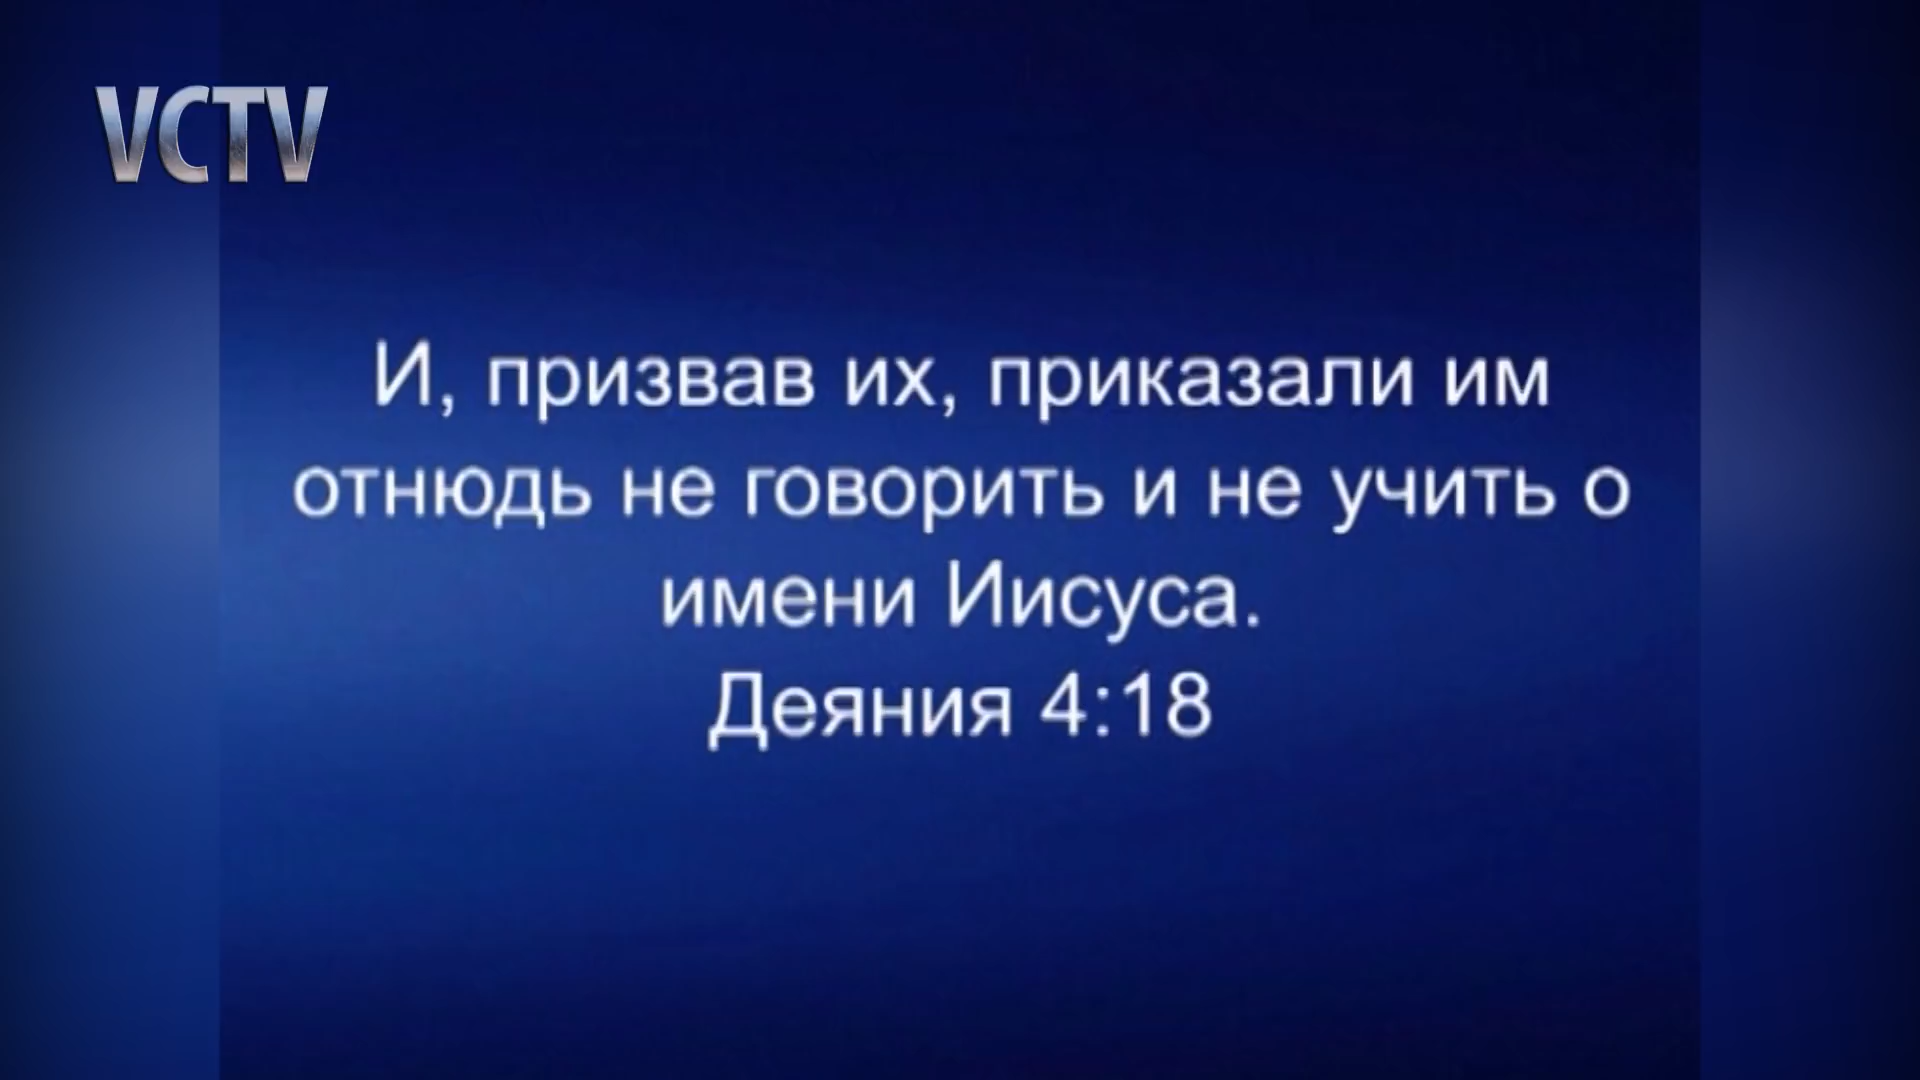 VCTV
И, призвав их, приказали им
отнюдь не говорить и не учить о
имени Иисуса.
Деяния 4:18